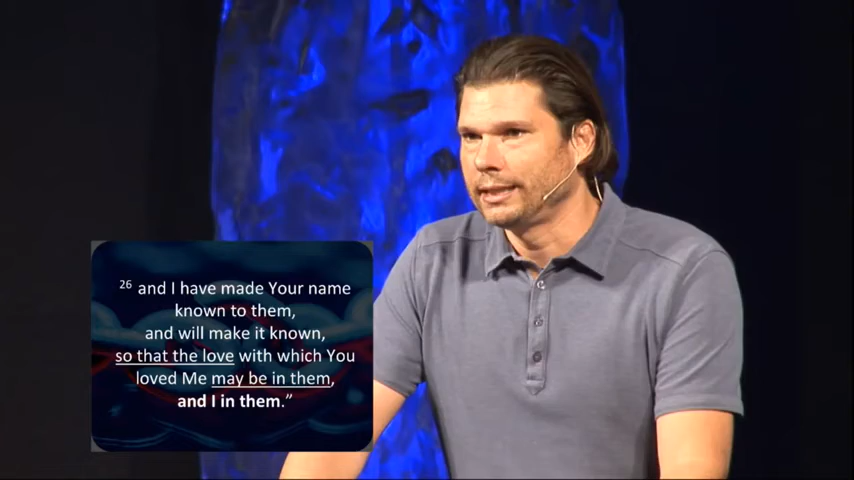 26 and I have made Your name
known to them,
and will make it known,
so that the love with which You
loved Me may be in them,
and I in them.”